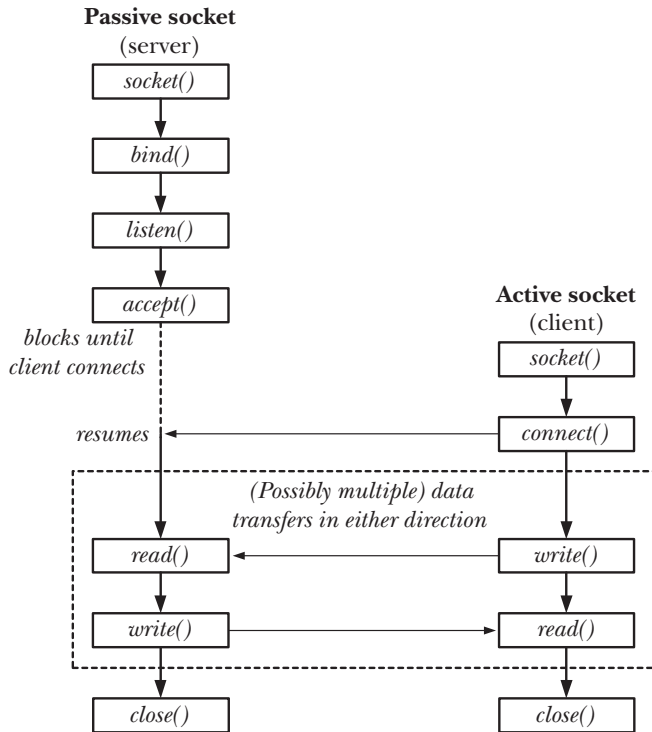 Passive socket
(server)
socket()
bind()
listen()
accept()
blocks until
client connects
Active socket
(client)
socket()
resumes
connect()
(Possibly multiple) data
transfers in either direction
read()
write()
write()
read()
close()
close()